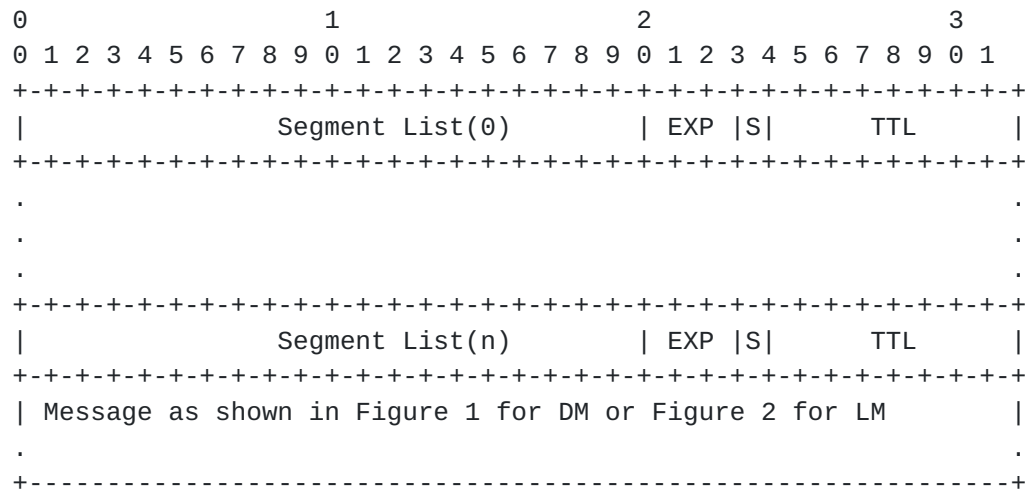 0                   1                   2                   3
0 1 2 3 4 5 6 7 8 9 0 1 2 3 4 5 6 7 8 9 0 1 2 3 4 5 6 7 8 9 0 1
+-+-+-+-+-+-+-+-+-+-+-+-+-+-+-+-+-+-+-+-+-+-+-+-+-+-+-+-+-+-+-+-+
|                Segment List(0)        | EXP |S|      TTL      |
+-+-+-+-+-+-+-+-+-+-+-+-+-+-+-+-+-+-+-+-+-+-+-+-+-+-+-+-+-+-+-+-+
.                                                               .
.                                                               .
.                                                               .
+-+-+-+-+-+-+-+-+-+-+-+-+-+-+-+-+-+-+-+-+-+-+-+-+-+-+-+-+-+-+-+-+
|                Segment List(n)        | EXP |S|      TTL      |
+-+-+-+-+-+-+-+-+-+-+-+-+-+-+-+-+-+-+-+-+-+-+-+-+-+-+-+-+-+-+-+-+
| Message as shown in Figure 1 for DM or Figure 2 for LM        |
.                                                               .
+---------------------------------------------------------------+